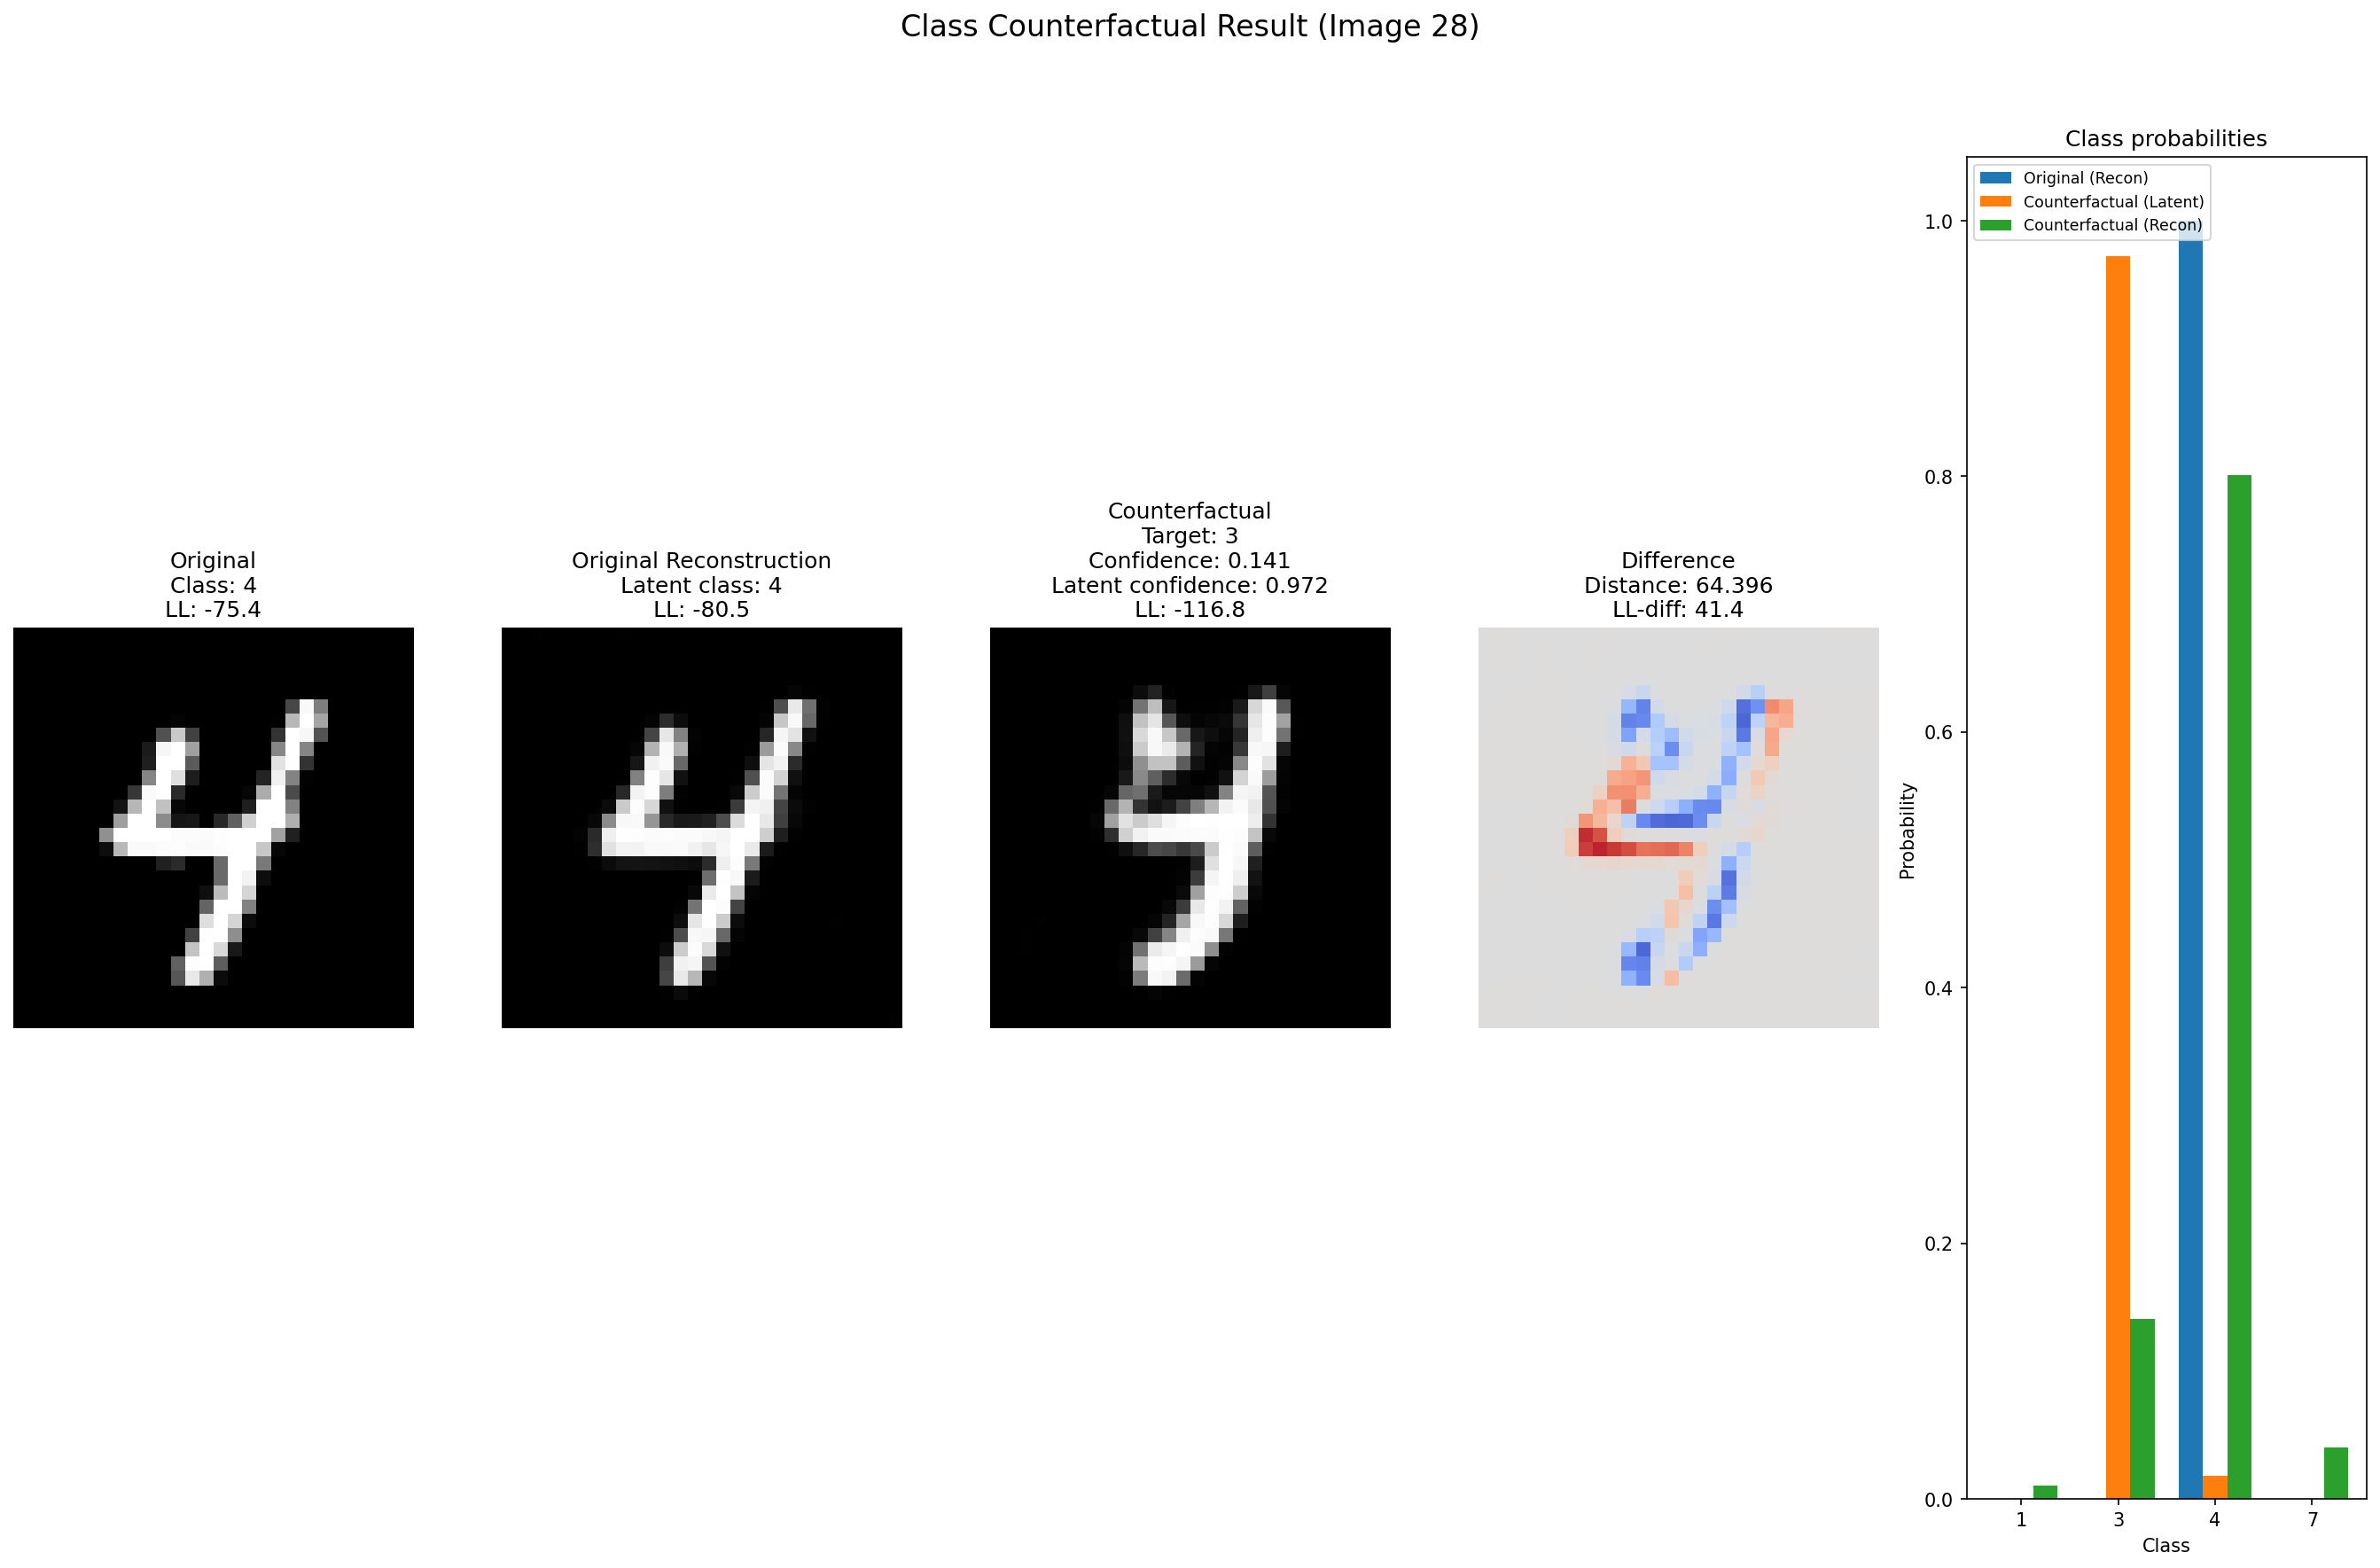 Class Counterfactual Result (Image 28)
Original
Class: 4
LL: -75.4
Original Reconstruction
Latent class: 4
LL: -80.5
Counterfactual
Target: 3
Confidence: 0.141
Latent confidence: 0.972
LL: -116.8
Difference
Distance: 64.396
LL-diff: 41.4
Class probabilities
Original (Recon)
Counterfactual (Latent)
Counterfactual (Recon)
1.0
0.8
0.6
0.4
0.2
0.0
Probability
1 3 4 7
Class
4
4